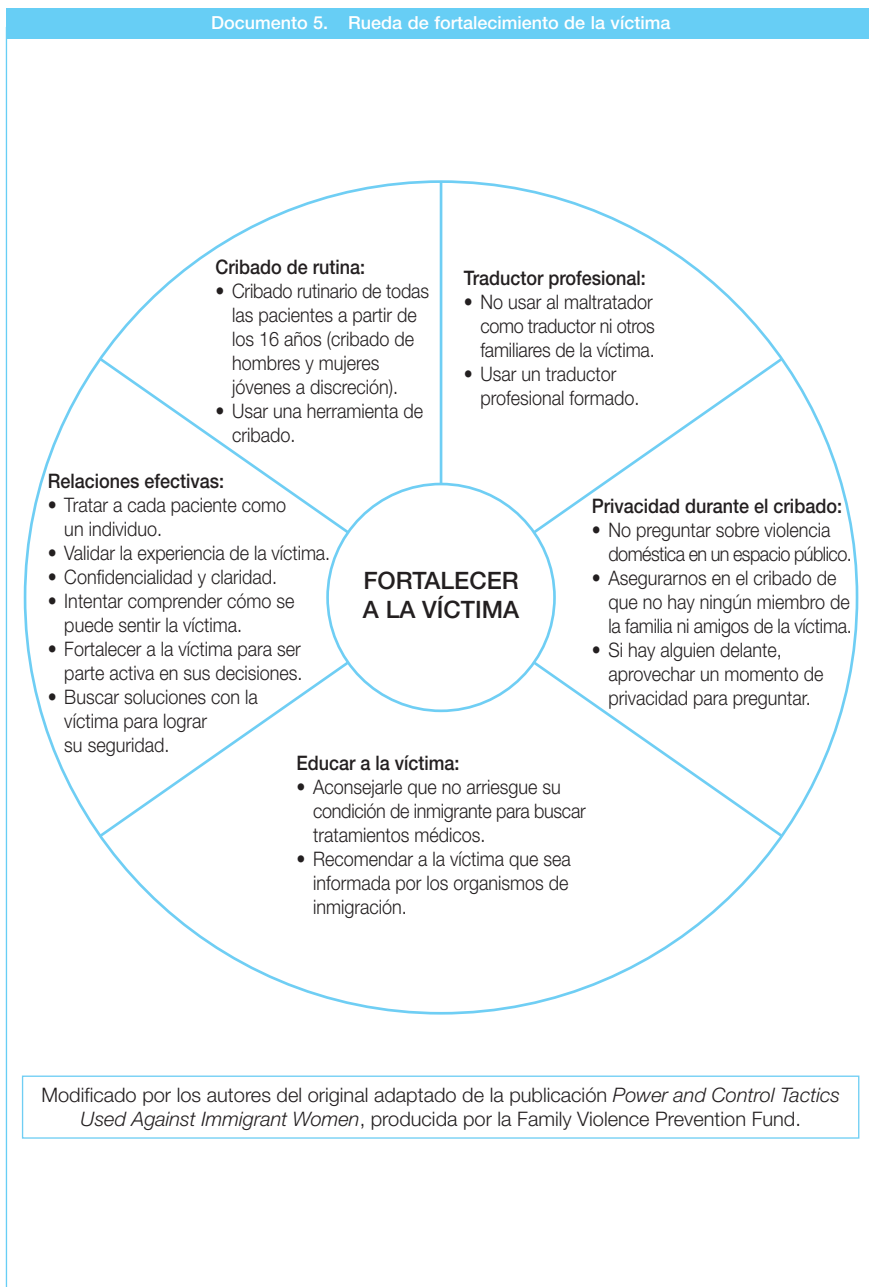 Documento 5. Rueda de fortalecimiento de la víctima
Cribado de rutina:
• Cribado rutinario de todas
las pacientes a partir de
los 16 años (cribado de
hombres y mujeres
jóvenes a discreción).
• Usar una herramienta de
cribado.
Traductor profesional:
• No usar al maltratador
como traductor ni otros
familiares de la víctima.
• Usar un traductor
profesional formado.
Relaciones efectivas:
• Tratar a cada paciente como
un individuo.
• Validar la experiencia de la víctima.
• Confidencialidad y claridad.
• Intentar comprender cómo se
puede sentir la víctima.
• Fortalecer a la víctima para ser
parte activa en sus decisiones.
• Buscar soluciones con la
víctima para lograr
su seguridad.
FORTALECER
A LA VÍCTIMA
Privacidad durante el cribado:
• No preguntar sobre violencia
doméstica en un espacio público.
• Asegurarnos en el cribado de
que no hay ningún miembro de
la familia ni amigos de la víctima.
• Si hay alguien delante,
aprovechar un momento de
privacidad para preguntar.
Educar a la víctima:
• Aconsejarle que no arriesgue su
condición de inmigrante para buscar
tratamientos médicos.
• Recomendar a la víctima que sea
informada por los organismos de
inmigración.
Modificado por los autores del original adaptado de la publicación Power and Control Tactics
Used Against Immigrant Women, producida por la Family Violence Prevention Fund.